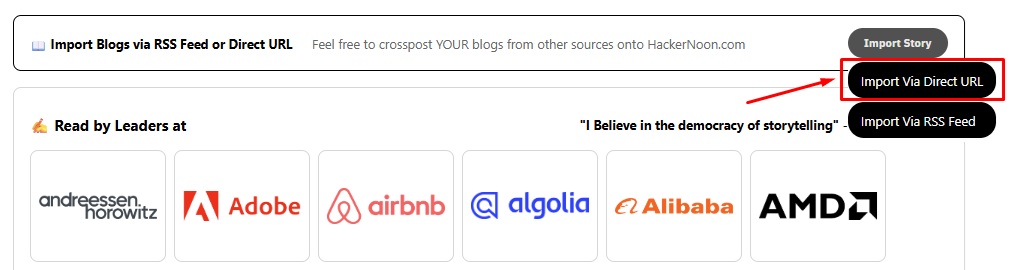 📖 Import Blogs via RSS Feed or Direct URL Feel free to crosspost YOUR blogs from other sources onto HackerNoon.com Import Story
Import Via Direct URL
Import Via RSS Feed
✍️ Read by Leaders at "I Believe in the democracy of storytelling" -
andreessen. horowitz
Adobe
airbnb
algolia
Alibaba
AMD